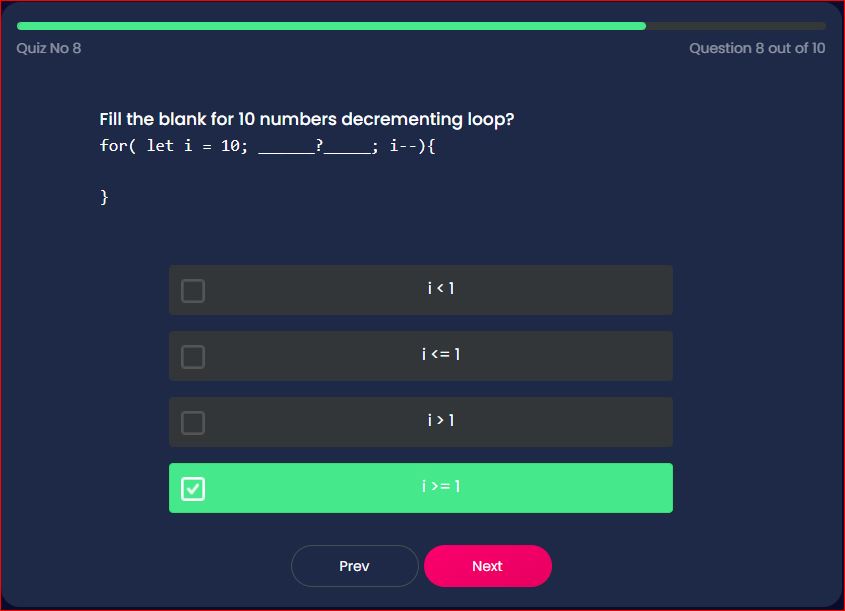 Quiz No 8
Question 8 out of 10
Fill the blank for 10 numbers decrementing loop?
for( let i = 10; ______?_____; i--){
}
i < 1
i <= 1
i > 1
i >= 1
Prev
Next